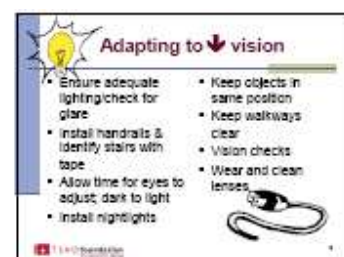 Adapting to 🡻 vision
Ensure adequate
lighting/check for
glare
Install handrails &
identify stairs with
tape
Allow time for eyes to
adjust; dark to light
Install nightlights
Keep objects in
same position
Keep walkways
clear
Vision checks
Wear and clean
lenses
foundation